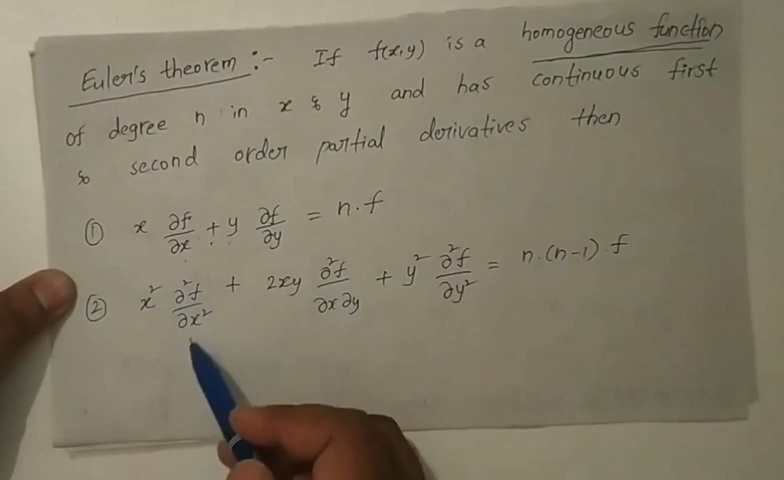 Euler's theorem :- If f(x,y) is a homogeneous function
of degree n in x & y and has continuous first
& second order partial derivatives then
① x ∂f/∂x + y ∂f/∂y = n.f
② x² ∂²f/∂x² + 2xy ∂²f/∂x∂y + y² ∂²f/∂y² = n.(n-1).f